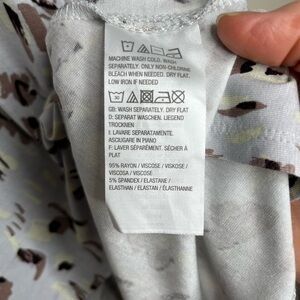 MACHINE WASH COLD. WASH
SEPARATELY. ONLY NON-CHLORINE
BLEACH WHEN NEEDED. DRY FLAT.
LOW IRON IF NEEDED
30
GB: WASH SEPARATELY. DRY FLAT
D: SEPARAT WASCHEN. LIEGEND
TROCKNEN
I: LAVARE SEPARATAMENTE.
ASCIUGARE IN PIANO
F: LAVER SÉPARÉMENT. SÉCHER À
PLAT
95% RAYON / VISCOSE / VISKOSE /
VISCOSA / VISCOSE
5% SPANDEX / ELASTANE /
ELASTHAN / ELASTAN / ÉLASTHANNE